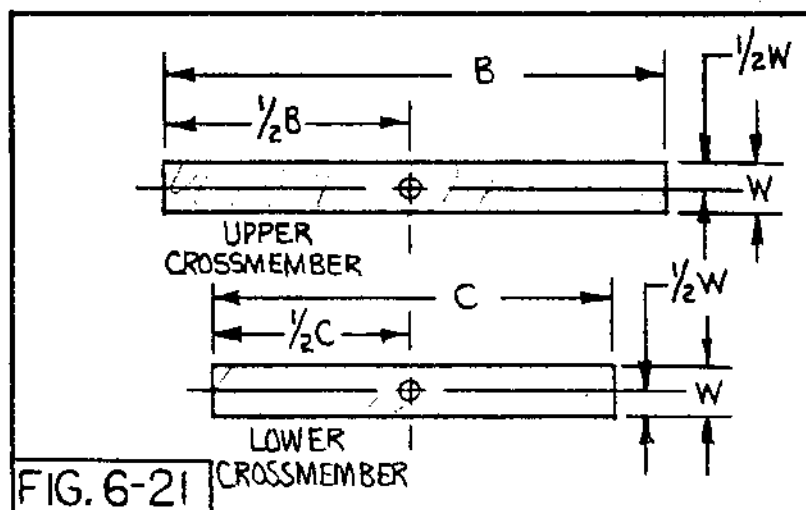 B
½W
½B
W
UPPER
CROSSMEMBER
C
½W
½C
W
LOWER
CROSSMEMBER
FIG. 6-21